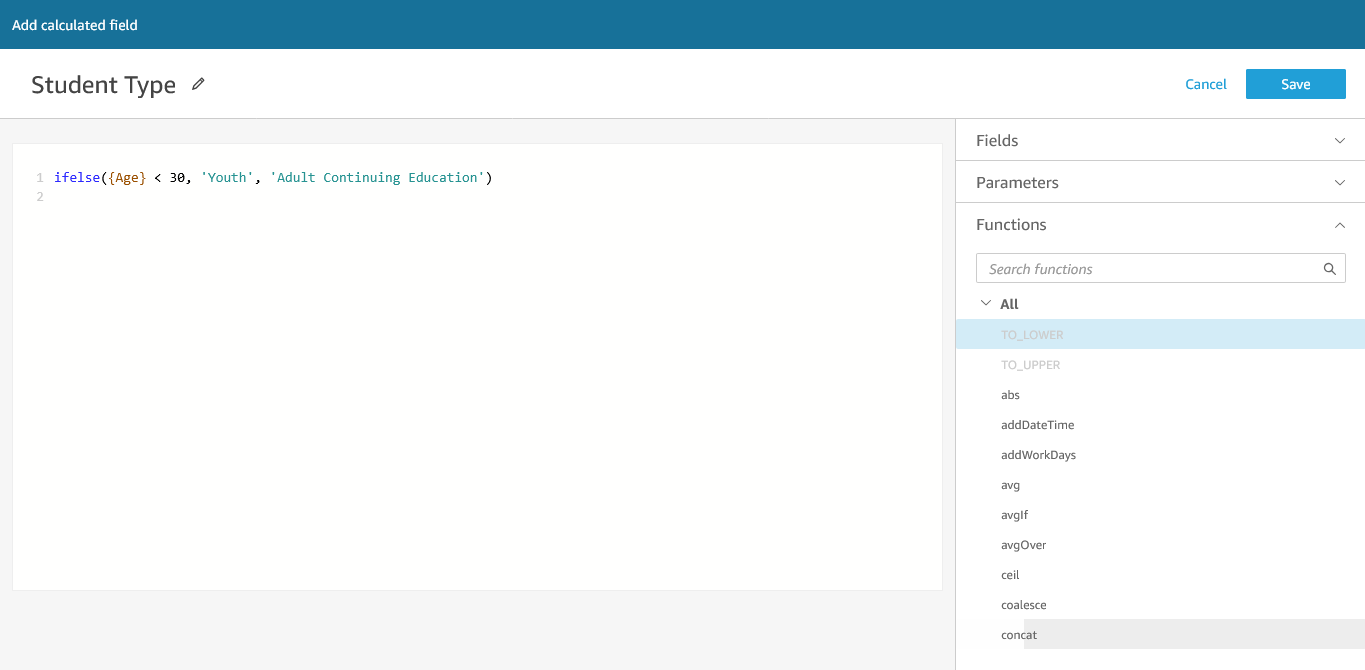 Add calculated field
Student Type
Cancel
Save
1 ifelse({Age} < 30, 'Youth', 'Adult Continuing Education')
2
Fields
Parameters
Functions
Search functions
All
TO_LOWER
TO_UPPER
abs
addDateTime
addWorkDays
avg
avgIf
avgOver
ceil
coalesce
concat